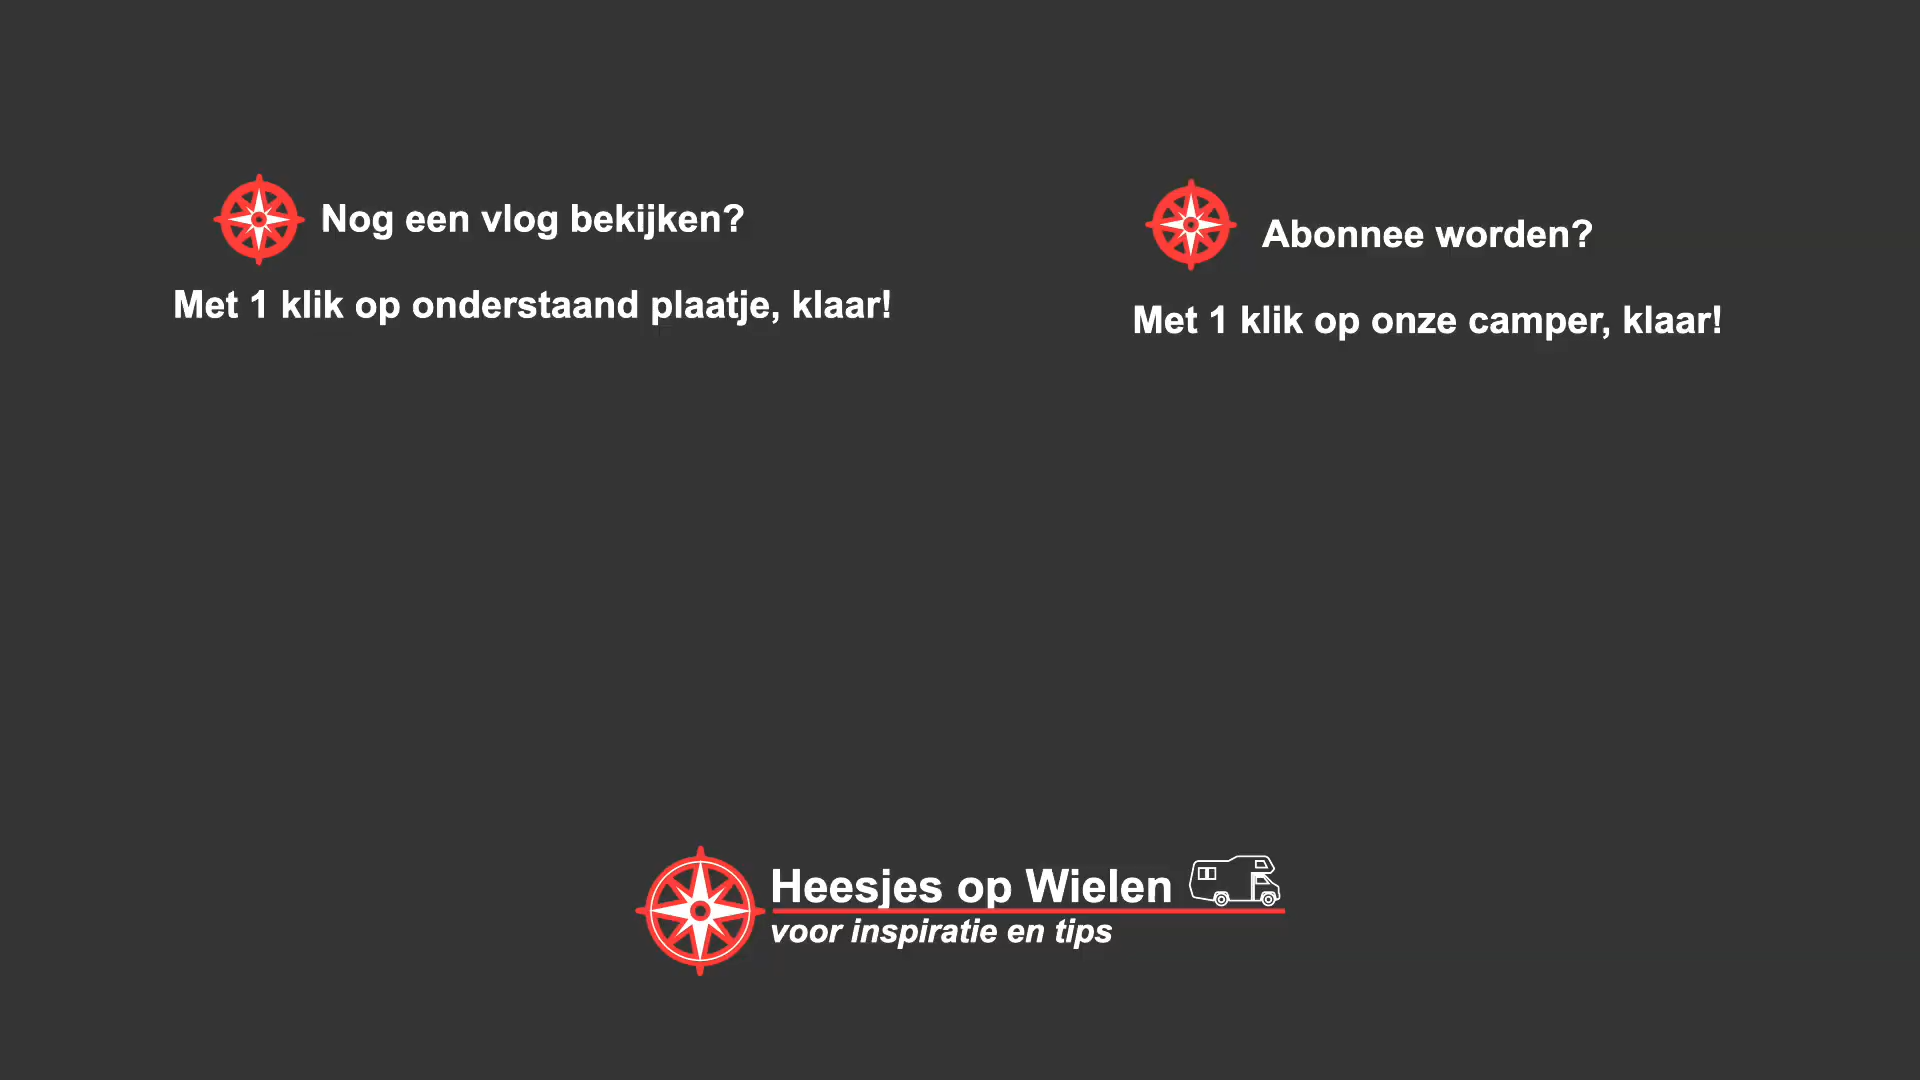 Nog een vlog bekijken?
Met 1 klik op onderstaand plaatje, klaar!
Abonnee worden?
Met 1 klik op onze camper, klaar!
Heesjes op Wielen
voor inspiratie en tips